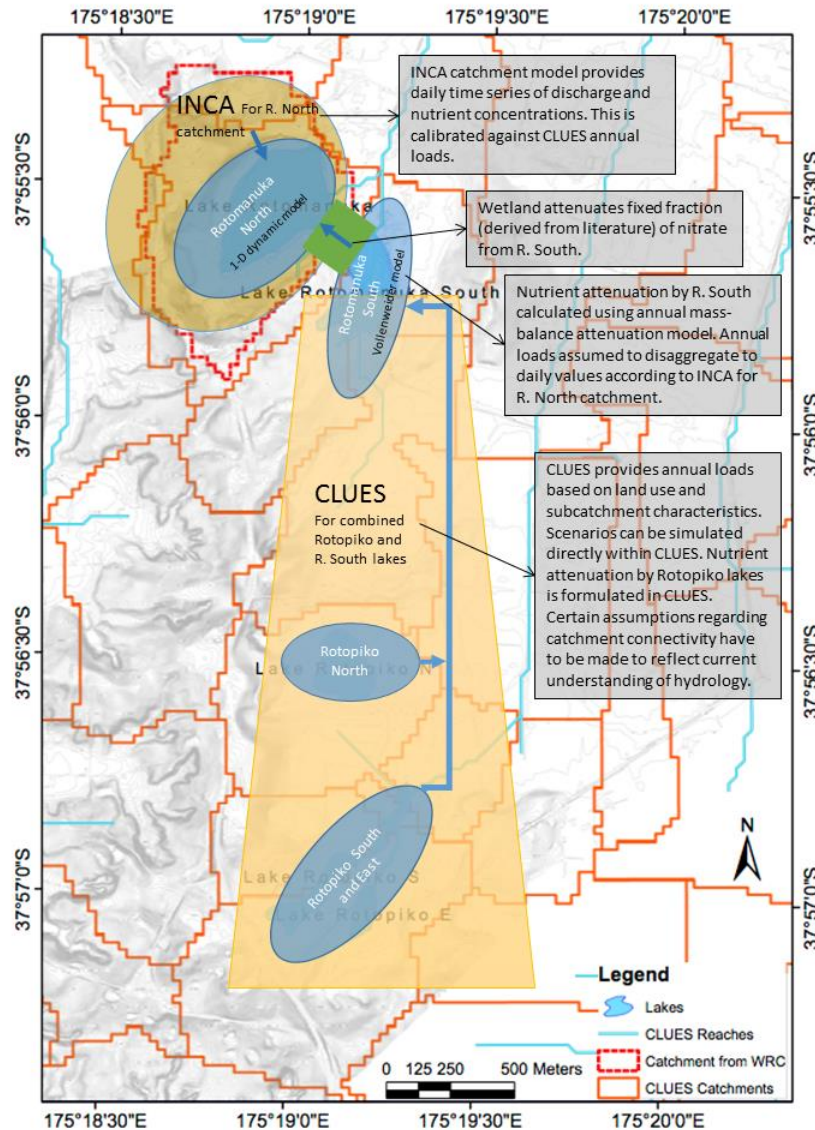 175°18'30"E 175°19'0"E 175°19'30"E 175°20'0"E
INCA For R. North
catchment
INCA catchment model provides
daily time series of discharge and
nutrient concentrations. This is
calibrated against CLUES annual
loads.
37°55'30"S
37°55'30"S
Rotomanuka
North
1-D dynamic model
Wetland attenuates fixed fraction
(derived from literature) of nitrate
from R. South.
Lake Rotomanuka South
Rotomanuka
South
Vollenweider model
Nutrient attenuation by R. South
calculated using annual mass-
balance attenuation model. Annual
loads assumed to disaggregate to
daily values according to INCA for
R. North catchment.
37°56'0"S
37°56'0"S
CLUES
For combined
Rotopiko and
R. South lakes
CLUES provides annual loads
based on land use and
subcatchment characteristics.
Scenarios can be simulated
directly within CLUES. Nutrient
attenuation by Rotopiko lakes
is formulated in CLUES.
Certain assumptions regarding
catchment connectivity have
to be made to reflect current
understanding of hydrology.
37°56'30"S
37°56'30"S
Rotopiko
North
Lake Rotopiko N
N
37°57'0"S
37°57'0"S
Rotopiko South
and East
Lake Rotopiko S
Lake Rotopiko E
Legend
Lakes
CLUES Reaches
Catchment from WRC
CLUES Catchments
0 125 250 500 Meters
175°18'30"E 175°19'0"E 175°19'30"E 175°20'0"E